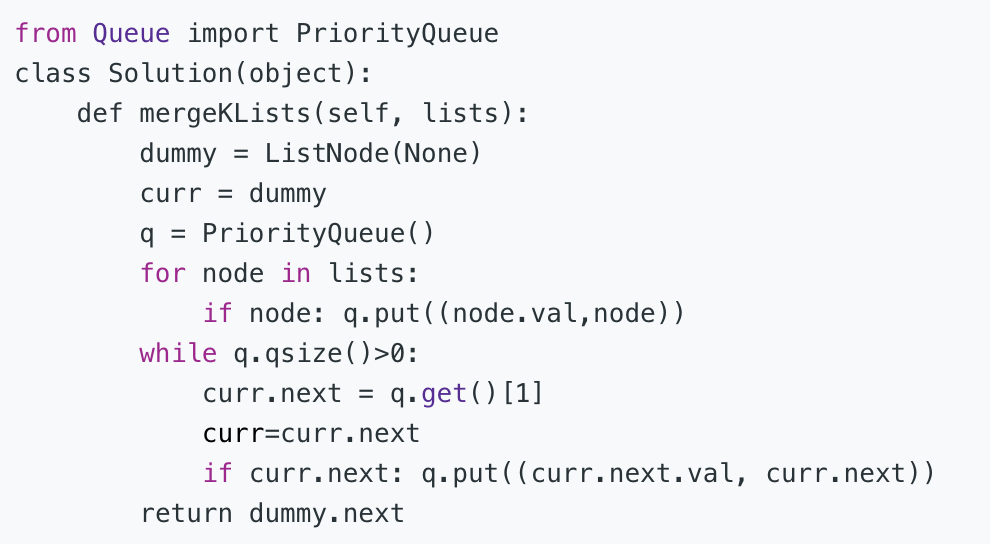 from Queue import PriorityQueue
class Solution(object):
    def mergeKLists(self, lists):
        dummy = ListNode(None)
        curr = dummy
        q = PriorityQueue()
        for node in lists:
            if node: q.put((node.val,node))
        while q.qsize()>0:
            curr.next = q.get()[1]
            curr=curr.next
            if curr.next: q.put((curr.next.val, curr.next))
        return dummy.next